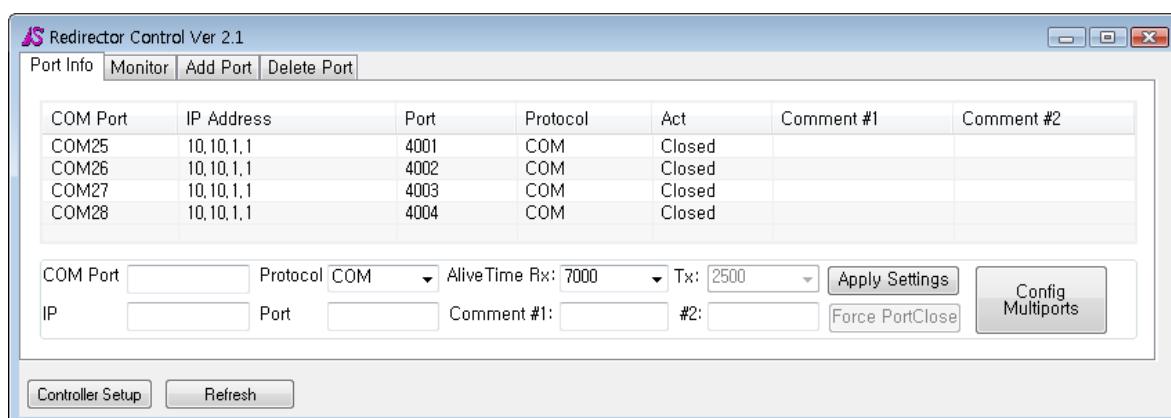 Redirector Control Ver 2.1
Port Info Monitor Add Port Delete Port
COM Port IP Address Port Protocol Act Comment #1 Comment #2
COM25 10,10,1,1 4001 COM Closed
COM26 10,10,1,1 4002 COM Closed
COM27 10,10,1,1 4003 COM Closed
COM28 10,10,1,1 4004 COM Closed
COM Port Protocol COM AliveTime Rx: 7000 Tx: 2500 Apply Settings
IP Port Comment #1: #2: Force PortClose
Config
Multiports
Controller Setup Refresh